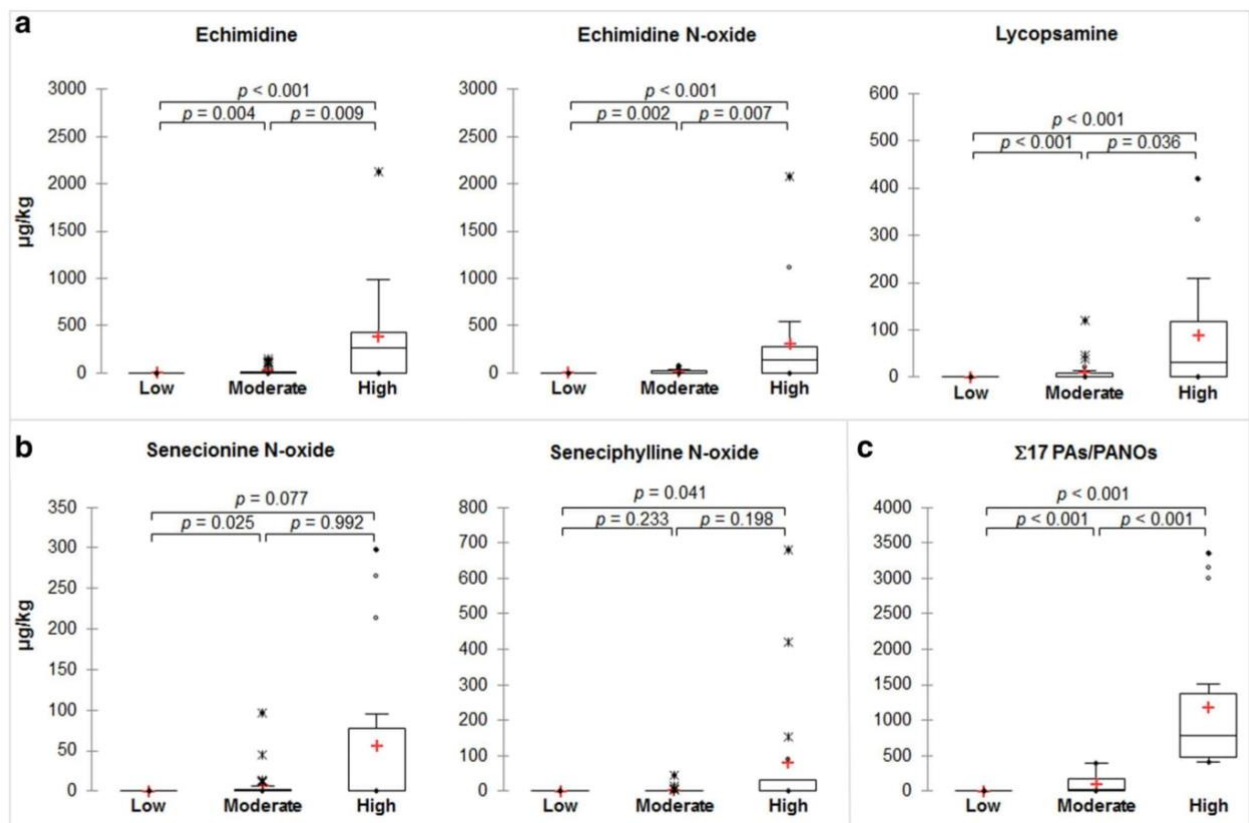 a
Echimidine
Echimidine N-oxide
Lycopsamine
µg/kg
3000
2500
2000
1500
1000
500
0
p < 0.001
p = 0.004
p = 0.009
Low
Moderate
High
3000
2500
2000
1500
1000
500
0
p < 0.001
p = 0.002
p = 0.007
Low
Moderate
High
600
500
400
300
200
100
0
p < 0.001
p < 0.001
p = 0.036
Low
Moderate
High
b
Senecionine N-oxide
µg/kg
350
300
250
200
150
100
50
0
p = 0.077
p = 0.025
p = 0.992
Low
Moderate
High
Seneciphylline N-oxide
800
700
600
500
400
300
200
100
0
p = 0.041
p = 0.233
p = 0.198
Low
Moderate
High
c
Σ17 PAs/PANOs
4000
3500
3000
2500
2000
1500
1000
500
0
p < 0.001
p < 0.001
p < 0.001
Low
Moderate
High